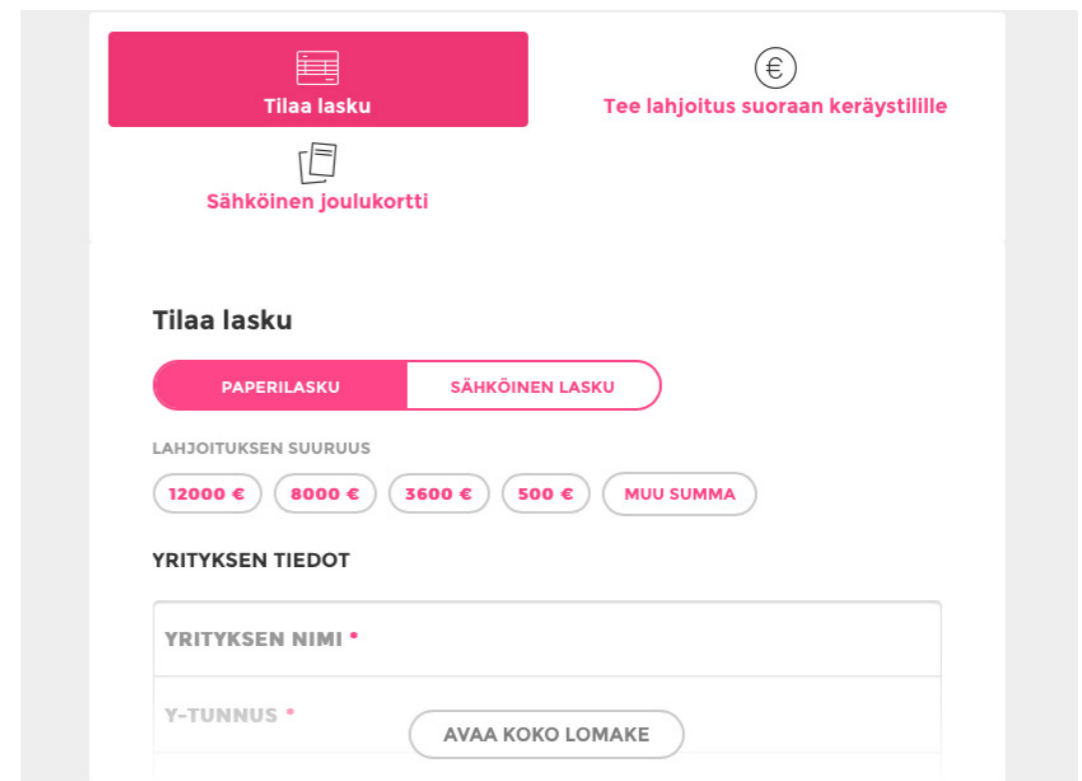 Tilaa lasku
Tee lahjoitus suoraan keräystilille
Sähköinen joulukortti
Tilaa lasku
PAPERILASKU
SÄHKÖINEN LASKU
LAHJOITUKSEN SUURUUS
12000 € 8000 € 3600 € 500 € MUU SUMMA
YRITYKSEN TIEDOT
YRITYKSEN NIMI *
Y-TUNNUS *
AVAA KOKO LOMAKE